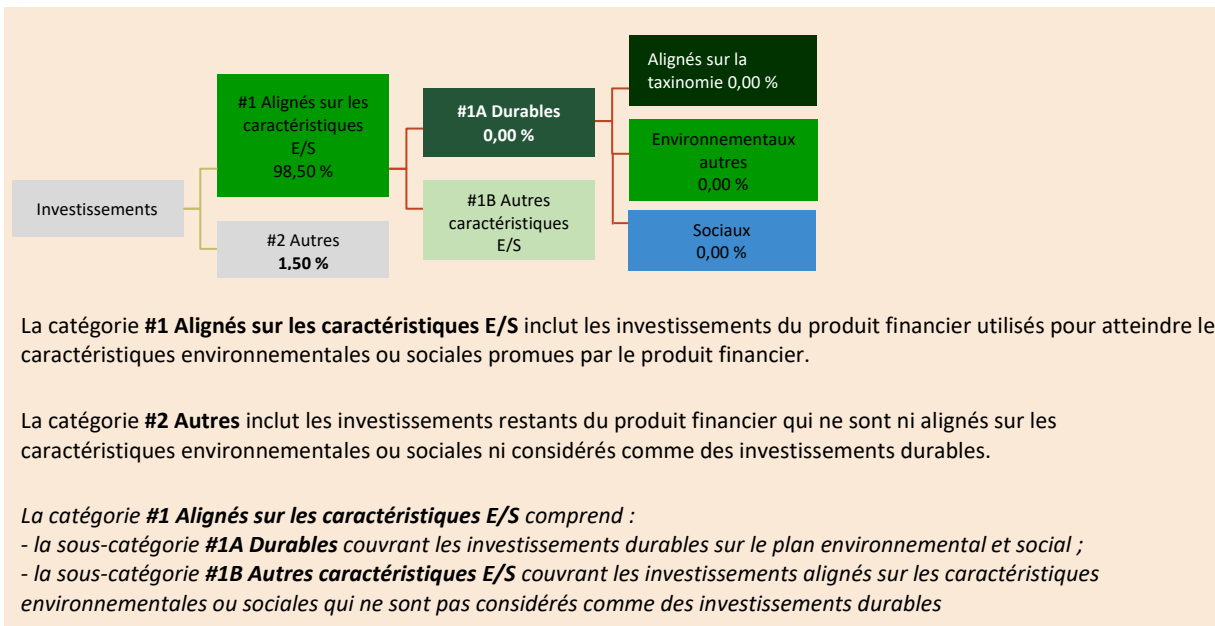 Investissements
#1 Alignés sur les
caractéristiques
E/S
98,50 %
#2 Autres
1,50 %
#1A Durables
0,00 %
#1B Autres
caractéristiques
E/S
Alignés sur la
taxinomie 0,00 %
Environnementaux
autres
0,00 %
Sociaux
0,00 %
La catégorie #1 Alignés sur les caractéristiques E/S inclut les investissements du produit financier utilisés pour atteindre le
caractéristiques environnementales ou sociales promues par le produit financier.
La catégorie #2 Autres inclut les investissements restants du produit financier qui ne sont ni alignés sur les
caractéristiques environnementales ou sociales ni considérés comme des investissements durables.
La catégorie #1 Alignés sur les caractéristiques E/S comprend :
- la sous-catégorie #1A Durables couvrant les investissements durables sur le plan environnemental et social ;
- la sous-catégorie #1B Autres caractéristiques E/S couvrant les investissements alignés sur les caractéristiques
environnementales ou sociales qui ne sont pas considérés comme des investissements durables